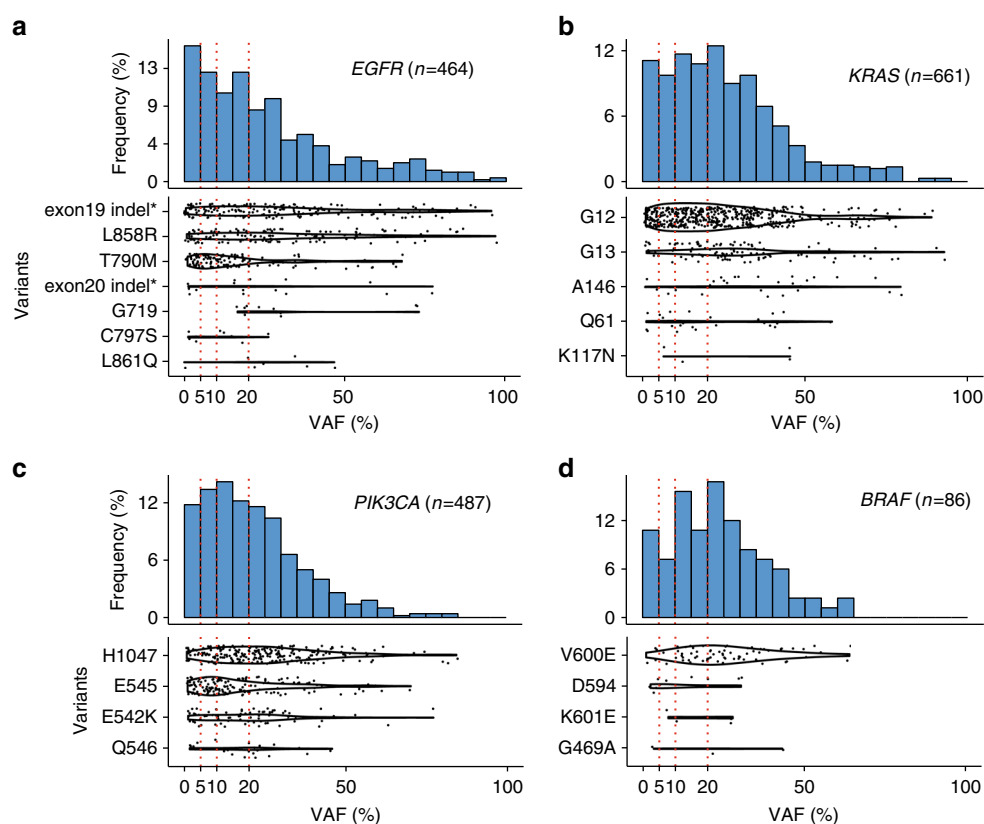 a
Frequency (%)
13
9
4
0
EGFR (n=464)
Variants
exon19 indel*
L858R
T790M
exon20 indel*
G719
C797S
L861Q
0 5 10 20 50 100
VAF (%)
b
12
6
0
KRAS (n=661)
G12
G13
A146
Q61
K117N
0 5 10 20 50 100
VAF (%)
c
Frequency (%)
12
6
0
PIK3CA (n=487)
Variants
H1047
E545
E542K
Q546
0 5 10 20 50 100
VAF (%)
d
12
6
0
BRAF (n=86)
V600E
D594
K601E
G469A
0 5 10 20 50 100
VAF (%)